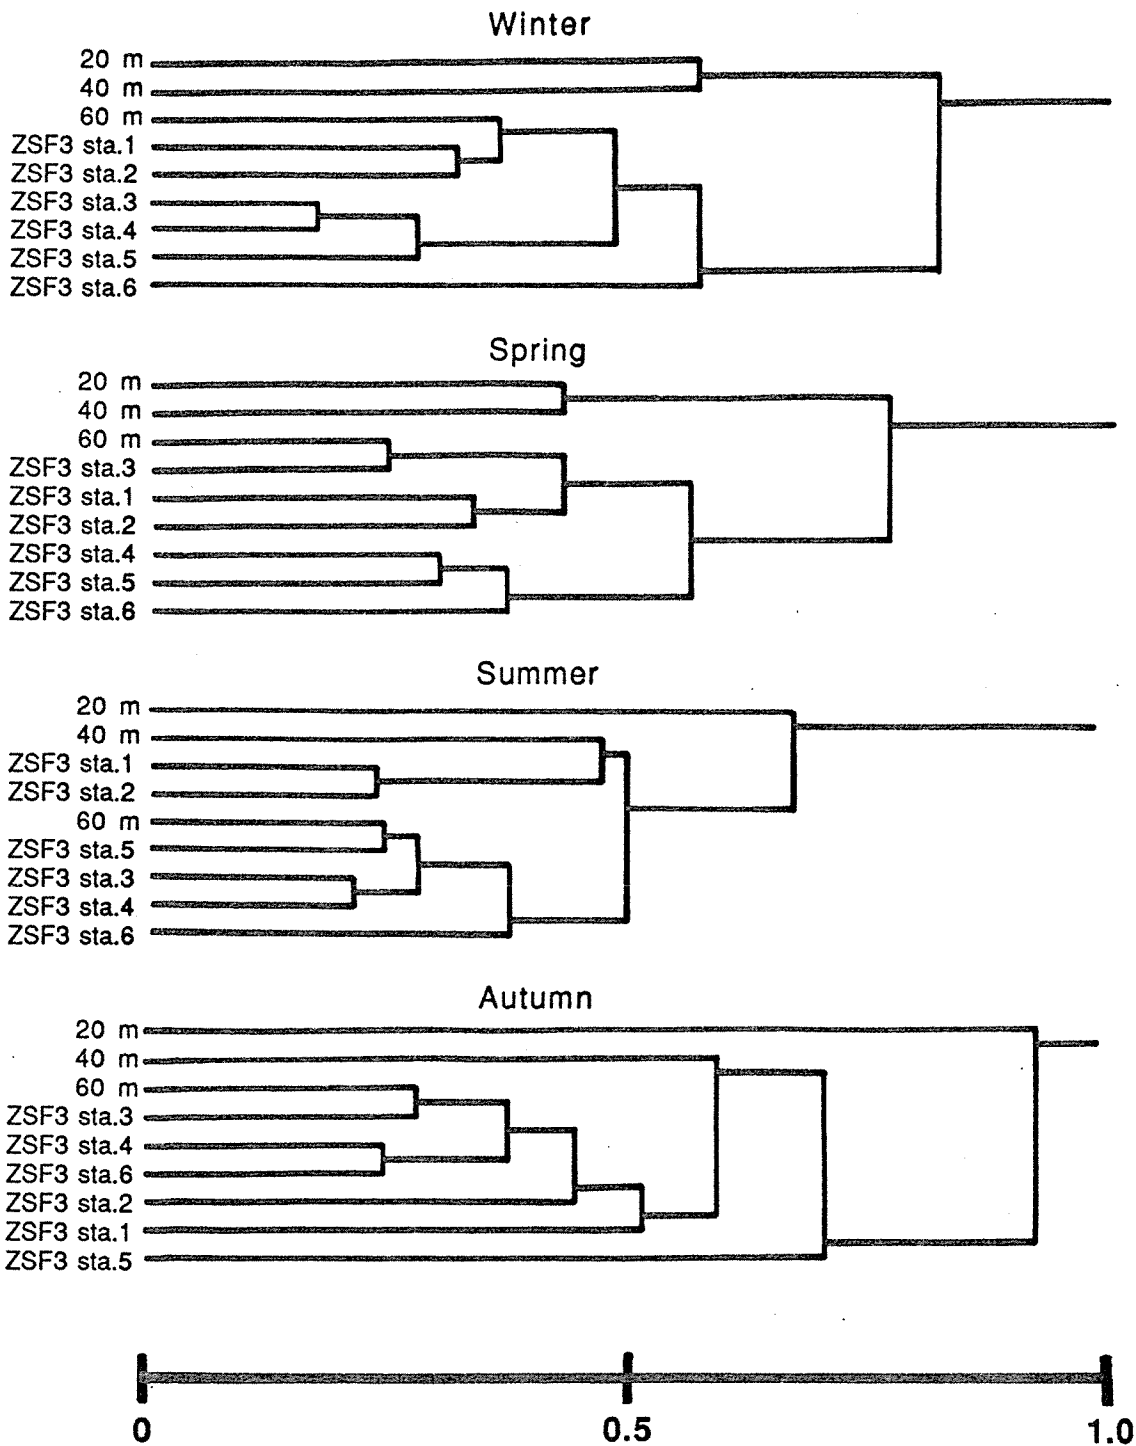 Winter
20 m
40 m
60 m
ZSF3 sta.1
ZSF3 sta.2
ZSF3 sta.3
ZSF3 sta.4
ZSF3 sta.5
ZSF3 sta.6
Spring
20 m
40 m
60 m
ZSF3 sta.3
ZSF3 sta.1
ZSF3 sta.2
ZSF3 sta.4
ZSF3 sta.5
ZSF3 sta.6
Summer
20 m
40 m
ZSF3 sta.1
ZSF3 sta.2
60 m
ZSF3 sta.5
ZSF3 sta.3
ZSF3 sta.4
ZSF3 sta.6
Autumn
20 m
40 m
60 m
ZSF3 sta.3
ZSF3 sta.4
ZSF3 sta.6
ZSF3 sta.2
ZSF3 sta.1
ZSF3 sta.5
0 0.5 1.0